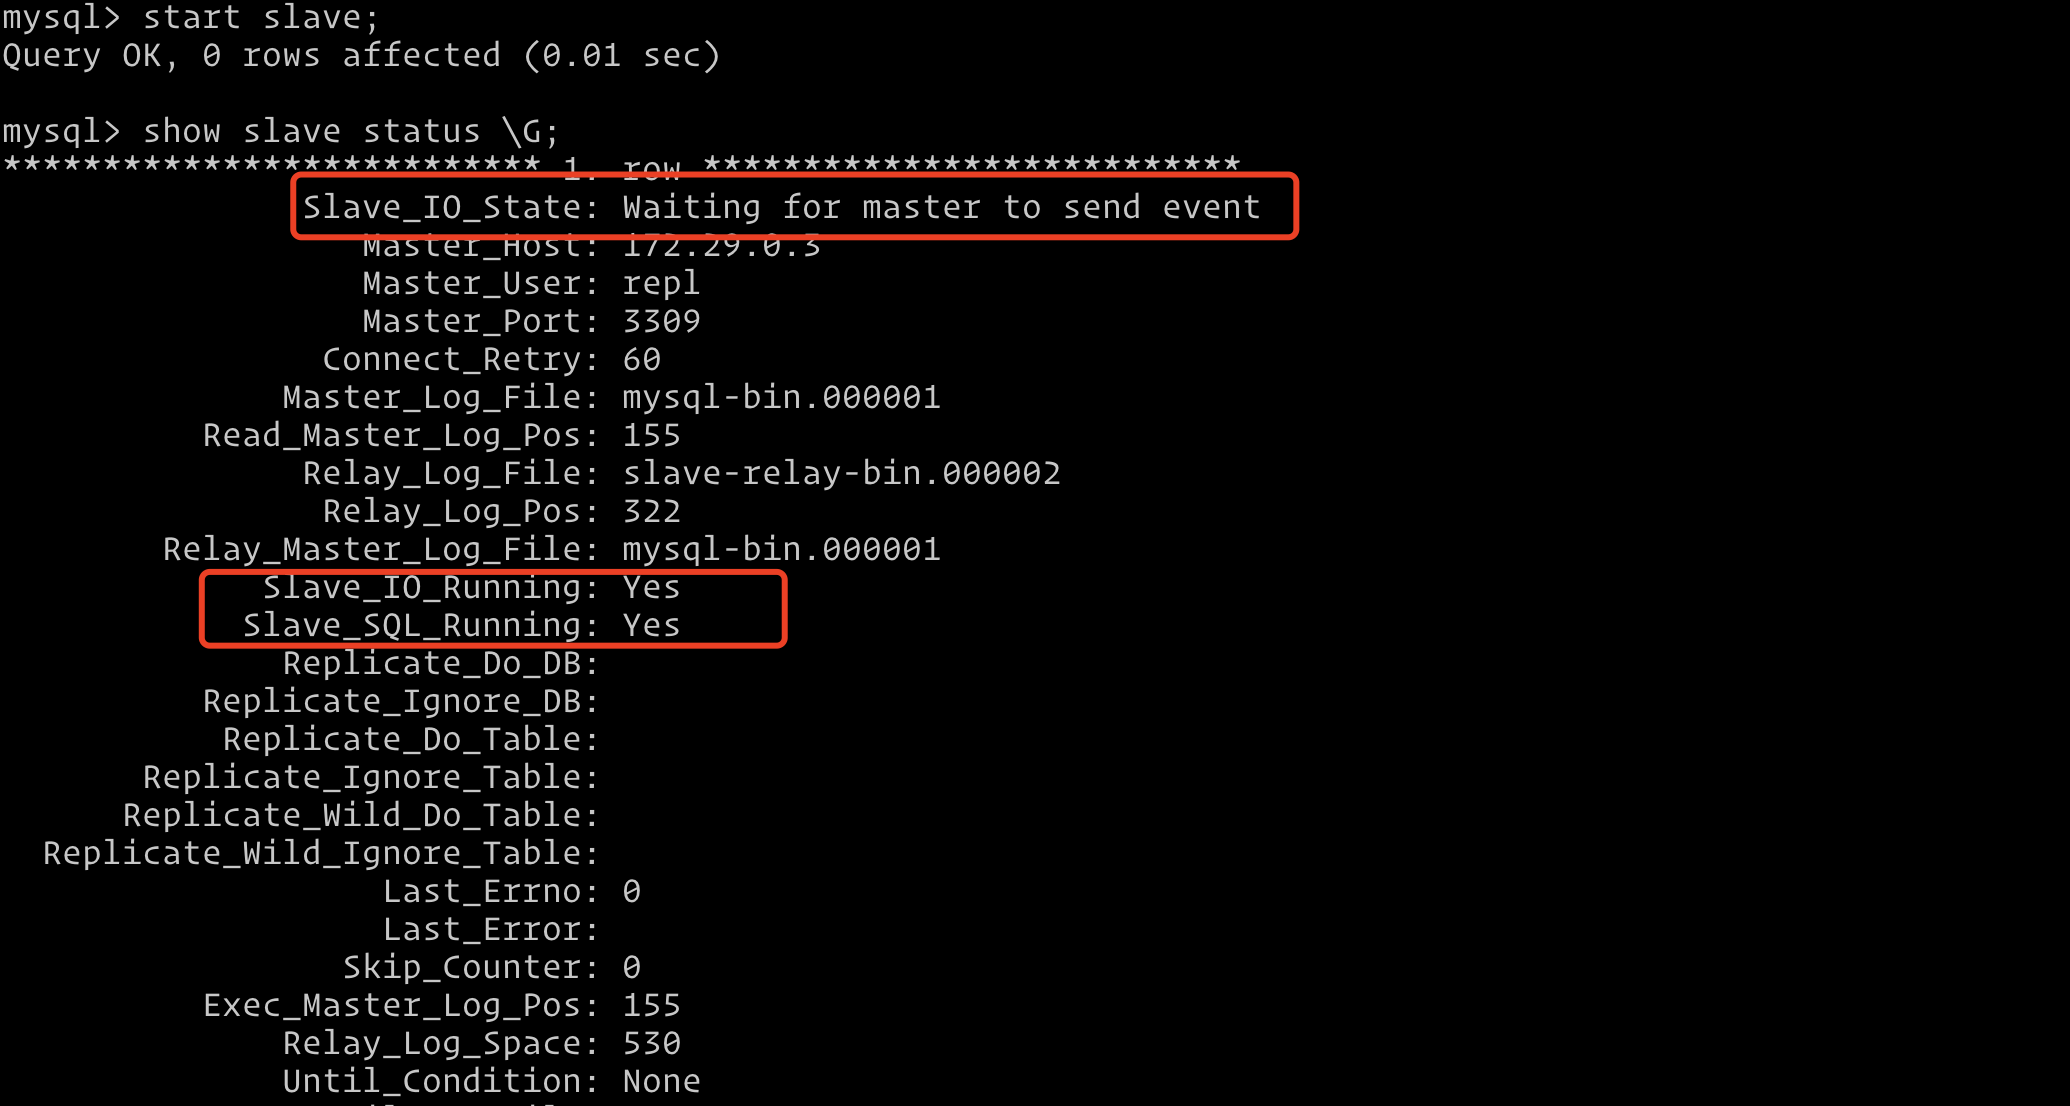 mysql> start slave;
Query OK, 0 rows affected (0.01 sec)
mysql> show slave status \G;
*************************** 1. row ***************************
Slave_IO_State: Waiting for master to send event
Master_Host: 172.29.0.3
Master_User: repl
Master_Port: 3309
Connect_Retry: 60
Master_Log_File: mysql-bin.000001
Read_Master_Log_Pos: 155
Relay_Log_File: slave-relay-bin.000002
Relay_Log_Pos: 322
Relay_Master_Log_File: mysql-bin.000001
Slave_IO_Running: Yes
Slave_SQL_Running: Yes
Replicate_Do_DB:
Replicate_Ignore_DB:
Replicate_Do_Table:
Replicate_Ignore_Table:
Replicate_Wild_Do_Table:
Replicate_Wild_Ignore_Table:
Last_Errno: 0
Last_Error:
Skip_Counter: 0
Exec_Master_Log_Pos: 155
Relay_Log_Space: 530
Until_Condition: None